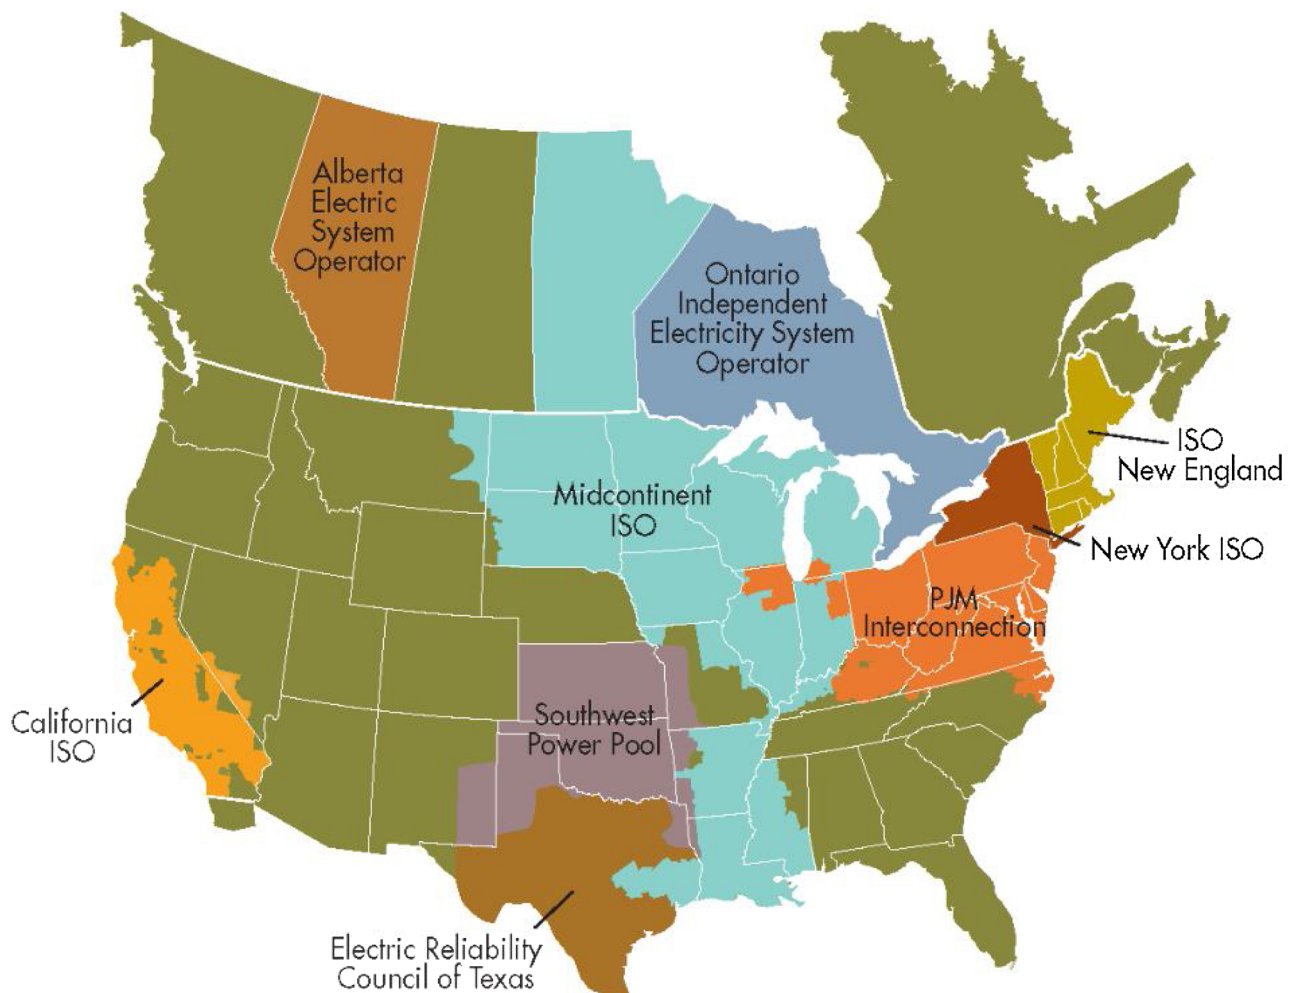 Alberta
Electric
System
Operator
Ontario
Independent
Electricity System
Operator
ISO
New England
Midcontinent
ISO
New York ISO
PJM
Interconnection
California
ISO
Southwest
Power Pool
Electric Reliability
Council of Texas